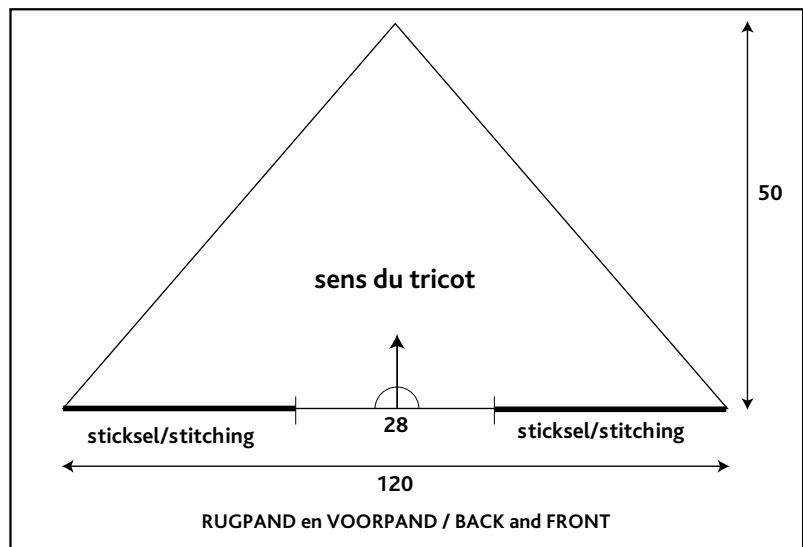 50
sens du tricot
28
sticksel/stitching
sticksel/stitching
120
RUGPAND en VOORPAND / BACK and FRONT